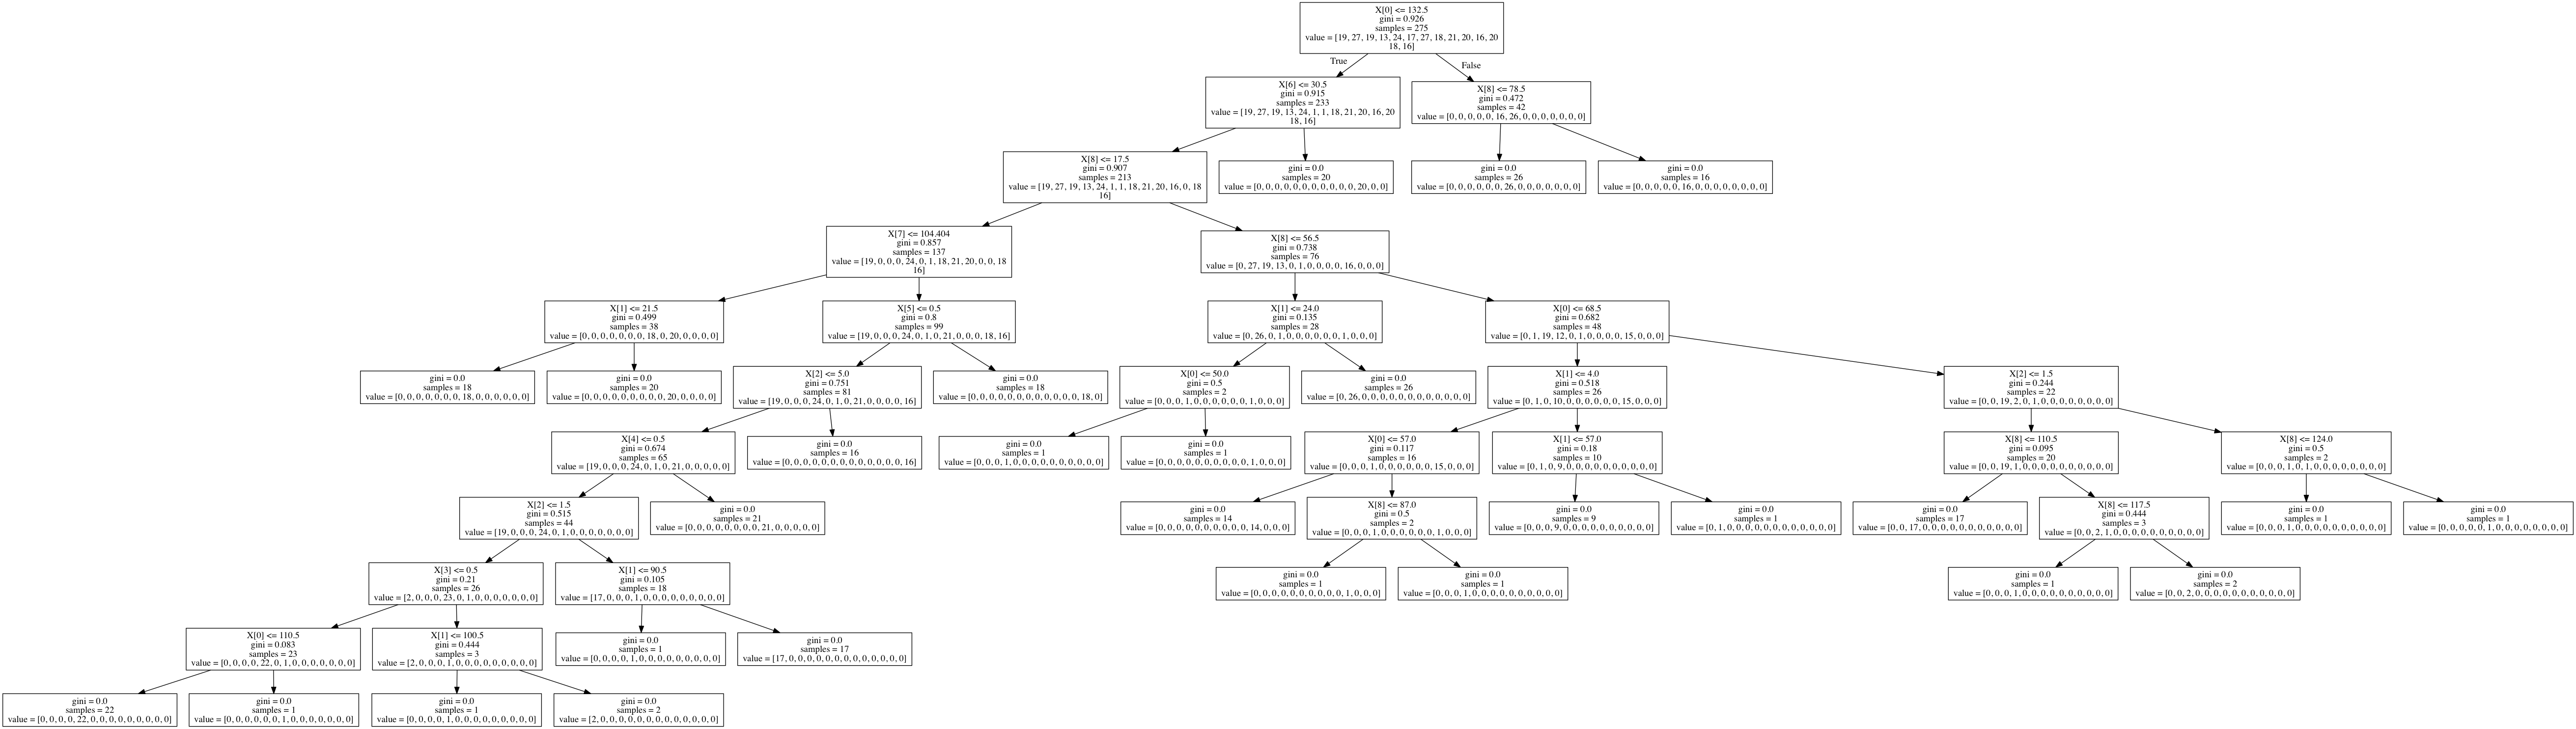 X[0] <= 132.5
gini = 0.926
samples = 275
value = [19, 27, 19, 13, 24, 17, 27, 18, 21, 20, 16, 20
18, 16]
True
False
X[6] <= 30.5
gini = 0.915
samples = 233
value = [19, 27, 19, 13, 24, 1, 1, 18, 21, 20, 16, 20
18, 16]
X[8] <= 78.5
gini = 0.472
samples = 42
value = [0, 0, 0, 0, 0, 16, 26, 0, 0, 0, 0, 0, 0, 0]
X[8] <= 17.5
gini = 0.907
samples = 213
value = [19, 27, 19, 13, 24, 1, 1, 18, 21, 20, 16, 0, 18
16]
gini = 0.0
samples = 20
value = [0, 0, 0, 0, 0, 0, 0, 0, 0, 0, 0, 20, 0, 0]
gini = 0.0
samples = 26
value = [0, 0, 0, 0, 0, 0, 26, 0, 0, 0, 0, 0, 0, 0]
gini = 0.0
samples = 16
value = [0, 0, 0, 0, 0, 16, 0, 0, 0, 0, 0, 0, 0, 0]
X[7] <= 104.404
gini = 0.857
samples = 137
value = [19, 0, 0, 0, 24, 0, 1, 18, 21, 20, 0, 0, 18
16]
X[8] <= 56.5
gini = 0.738
samples = 76
value = [0, 27, 19, 13, 0, 1, 0, 0, 0, 0, 16, 0, 0, 0]
X[1] <= 21.5
gini = 0.499
samples = 38
value = [0, 0, 0, 0, 0, 0, 0, 18, 0, 20, 0, 0, 0, 0]
X[5] <= 0.5
gini = 0.8
samples = 99
value = [19, 0, 0, 0, 24, 0, 1, 0, 21, 0, 0, 0, 18, 16]
X[1] <= 24.0
gini = 0.135
samples = 28
value = [0, 26, 0, 1, 0, 0, 0, 0, 0, 0, 1, 0, 0, 0]
X[0] <= 68.5
gini = 0.682
samples = 48
value = [0, 1, 19, 12, 0, 1, 0, 0, 0, 0, 15, 0, 0, 0]
gini = 0.0
samples = 18
value = [0, 0, 0, 0, 0, 0, 0, 18, 0, 0, 0, 0, 0, 0]
gini = 0.0
samples = 20
value = [0, 0, 0, 0, 0, 0, 0, 0, 0, 20, 0, 0, 0, 0]
X[2] <= 5.0
gini = 0.751
samples = 81
value = [19, 0, 0, 0, 24, 0, 1, 0, 21, 0, 0, 0, 0, 16]
gini = 0.0
samples = 18
value = [0, 0, 0, 0, 0, 0, 0, 0, 0, 0, 0, 0, 18, 0]
X[0] <= 50.0
gini = 0.5
samples = 2
value = [0, 0, 0, 1, 0, 0, 0, 0, 0, 0, 1, 0, 0, 0]
gini = 0.0
samples = 26
value = [0, 26, 0, 0, 0, 0, 0, 0, 0, 0, 0, 0, 0, 0]
X[1] <= 4.0
gini = 0.518
samples = 26
value = [0, 1, 0, 10, 0, 0, 0, 0, 0, 0, 15, 0, 0, 0]
X[2] <= 1.5
gini = 0.244
samples = 22
value = [0, 0, 19, 2, 0, 1, 0, 0, 0, 0, 0, 0, 0, 0]
X[4] <= 0.5
gini = 0.674
samples = 65
value = [19, 0, 0, 0, 24, 0, 1, 0, 21, 0, 0, 0, 0, 0]
gini = 0.0
samples = 16
value = [0, 0, 0, 0, 0, 0, 0, 0, 0, 0, 0, 0, 0, 16]
gini = 0.0
samples = 1
value = [0, 0, 0, 1, 0, 0, 0, 0, 0, 0, 0, 0, 0, 0]
gini = 0.0
samples = 1
value = [0, 0, 0, 0, 0, 0, 0, 0, 0, 0, 1, 0, 0, 0]
X[0] <= 57.0
gini = 0.117
samples = 16
value = [0, 0, 0, 1, 0, 0, 0, 0, 0, 0, 15, 0, 0, 0]
X[1] <= 57.0
gini = 0.18
samples = 10
value = [0, 1, 0, 9, 0, 0, 0, 0, 0, 0, 0, 0, 0, 0]
X[8] <= 110.5
gini = 0.095
samples = 20
value = [0, 0, 19, 1, 0, 0, 0, 0, 0, 0, 0, 0, 0, 0]
X[8] <= 124.0
gini = 0.5
samples = 2
value = [0, 0, 0, 1, 0, 1, 0, 0, 0, 0, 0, 0, 0, 0]
X[2] <= 1.5
gini = 0.515
samples = 44
value = [19, 0, 0, 0, 24, 0, 1, 0, 0, 0, 0, 0, 0, 0]
gini = 0.0
samples = 21
value = [0, 0, 0, 0, 0, 0, 0, 0, 21, 0, 0, 0, 0, 0]
gini = 0.0
samples = 14
value = [0, 0, 0, 0, 0, 0, 0, 0, 0, 0, 14, 0, 0, 0]
X[8] <= 87.0
gini = 0.5
samples = 2
value = [0, 0, 0, 1, 0, 0, 0, 0, 0, 0, 1, 0, 0, 0]
gini = 0.0
samples = 9
value = [0, 0, 0, 9, 0, 0, 0, 0, 0, 0, 0, 0, 0, 0]
gini = 0.0
samples = 1
value = [0, 1, 0, 0, 0, 0, 0, 0, 0, 0, 0, 0, 0, 0]
gini = 0.0
samples = 17
value = [0, 0, 17, 0, 0, 0, 0, 0, 0, 0, 0, 0, 0, 0]
X[8] <= 117.5
gini = 0.444
samples = 3
value = [0, 0, 2, 1, 0, 0, 0, 0, 0, 0, 0, 0, 0, 0]
gini = 0.0
samples = 1
value = [0, 0, 0, 1, 0, 0, 0, 0, 0, 0, 0, 0, 0, 0]
gini = 0.0
samples = 1
value = [0, 0, 0, 0, 0, 1, 0, 0, 0, 0, 0, 0, 0, 0]
X[3] <= 0.5
gini = 0.21
samples = 26
value = [2, 0, 0, 0, 23, 0, 1, 0, 0, 0, 0, 0, 0, 0]
X[1] <= 90.5
gini = 0.105
samples = 18
value = [17, 0, 0, 0, 1, 0, 0, 0, 0, 0, 0, 0, 0, 0]
gini = 0.0
samples = 1
value = [0, 0, 0, 0, 0, 0, 0, 0, 0, 0, 1, 0, 0, 0]
gini = 0.0
samples = 1
value = [0, 0, 0, 1, 0, 0, 0, 0, 0, 0, 0, 0, 0, 0]
gini = 0.0
samples = 1
value = [0, 0, 0, 1, 0, 0, 0, 0, 0, 0, 0, 0, 0, 0]
gini = 0.0
samples = 2
value = [0, 0, 2, 0, 0, 0, 0, 0, 0, 0, 0, 0, 0, 0]
X[0] <= 110.5
gini = 0.083
samples = 23
value = [0, 0, 0, 0, 22, 0, 1, 0, 0, 0, 0, 0, 0, 0]
X[1] <= 100.5
gini = 0.444
samples = 3
value = [2, 0, 0, 0, 1, 0, 0, 0, 0, 0, 0, 0, 0, 0]
gini = 0.0
samples = 1
value = [0, 0, 0, 0, 1, 0, 0, 0, 0, 0, 0, 0, 0, 0]
gini = 0.0
samples = 17
value = [17, 0, 0, 0, 0, 0, 0, 0, 0, 0, 0, 0, 0, 0]
gini = 0.0
samples = 22
value = [0, 0, 0, 0, 22, 0, 0, 0, 0, 0, 0, 0, 0, 0]
gini = 0.0
samples = 1
value = [0, 0, 0, 0, 0, 0, 1, 0, 0, 0, 0, 0, 0, 0]
gini = 0.0
samples = 1
value = [0, 0, 0, 0, 1, 0, 0, 0, 0, 0, 0, 0, 0, 0]
gini = 0.0
samples = 2
value = [2, 0, 0, 0, 0, 0, 0, 0, 0, 0, 0, 0, 0, 0]